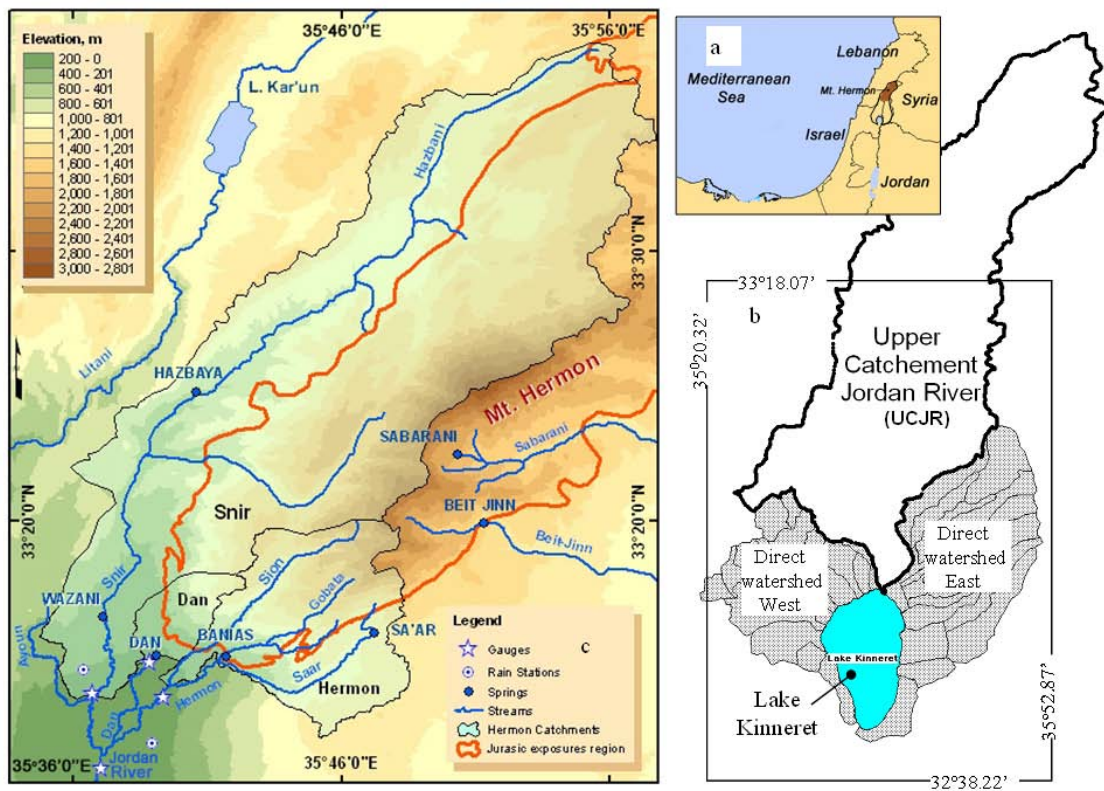 35°46'0"E
35°56'0"E
Elevation, m
200 - 0
400 - 201
600 - 401
800 - 601
1,000 - 801
1,200 - 1,001
1,400 - 1,201
1,600 - 1,401
1,800 - 1,601
2,000 - 1,801
2,200 - 2,001
2,400 - 2,201
2,600 - 2,401
2,800 - 2,601
3,000 - 2,801
L. Kar'un
Hazbani
33°30'0"N
Litani
HAZBAYA
Mt. Hermon
SABARANI
Sabarani
BEIT JINN
Beit-Jinn
33°20'0"N
33°20'0"N
Snir
Sion
Gobata
Snir
Dan
WAZANI
Ayoun
DAN
BANIAS
SA'AR
Saar
Hermon
Hermon
Dan
Jordan
River
35°36'0"E
35°46'0"E
Legend
c
Gauges
Rain Stations
Springs
Streams
Hermon Catchments
Jurasic exposures region
a
Mediterranean
Sea
Lebanon
Mt. Hermon
Syria
Israel
Jordan
33°18.07’
b
35°20.32’
Upper
Catchement
Jordan River
(UCJR)
Direct
watershed
West
Direct
watershed
East
Lake Kinneret
Lake
Kinneret
35°52.87’
32°38.22’